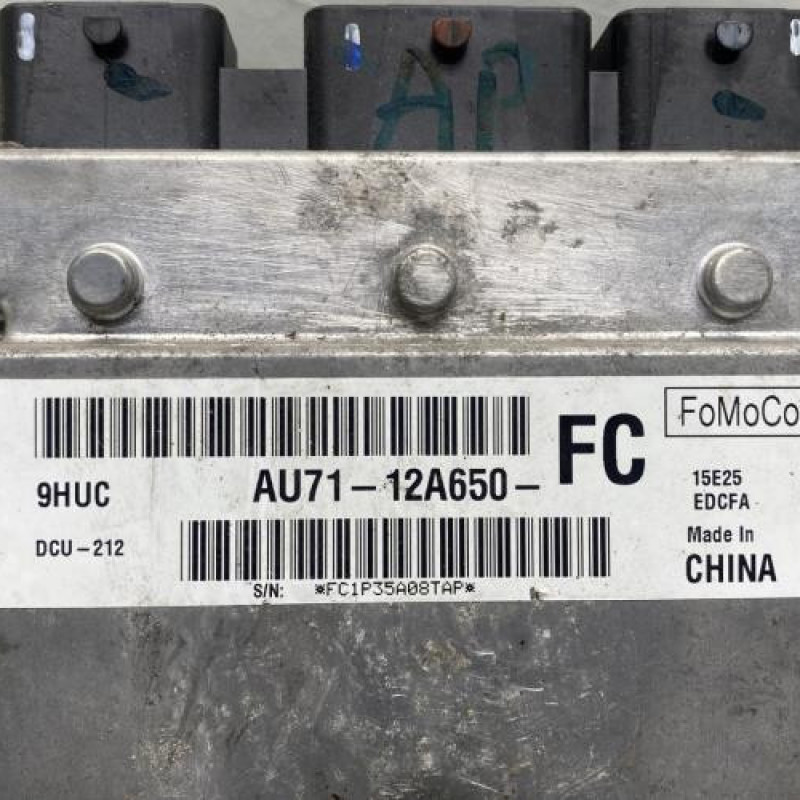 AP
FoMoCo
9HUC AU71-12A650- FC 15E25
EDCFA
DCU-212 Made In
CHINA
S/N: *FC1P35A08TAP*